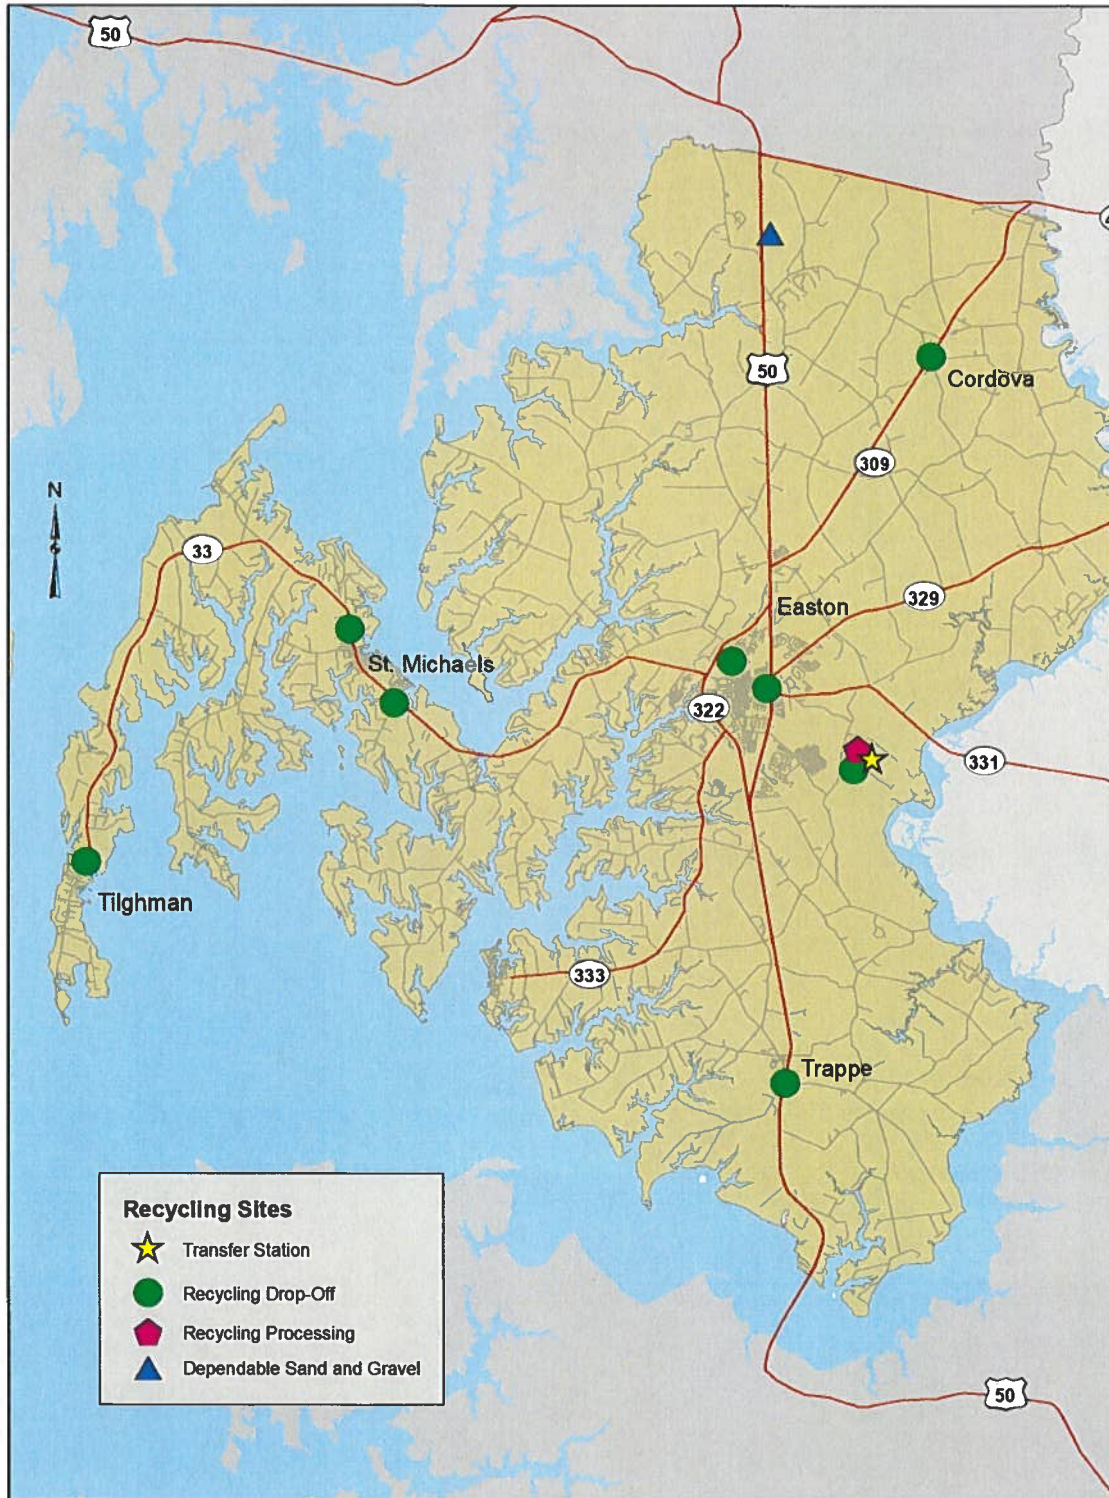 50
4
50
Cordova
309
N
33
329
Easton
St. Michaels
322
331
Tilghman
333
Trappe
Recycling Sites
Transfer Station
Recycling Drop-Off
Recycling Processing
Dependable Sand and Gravel
50